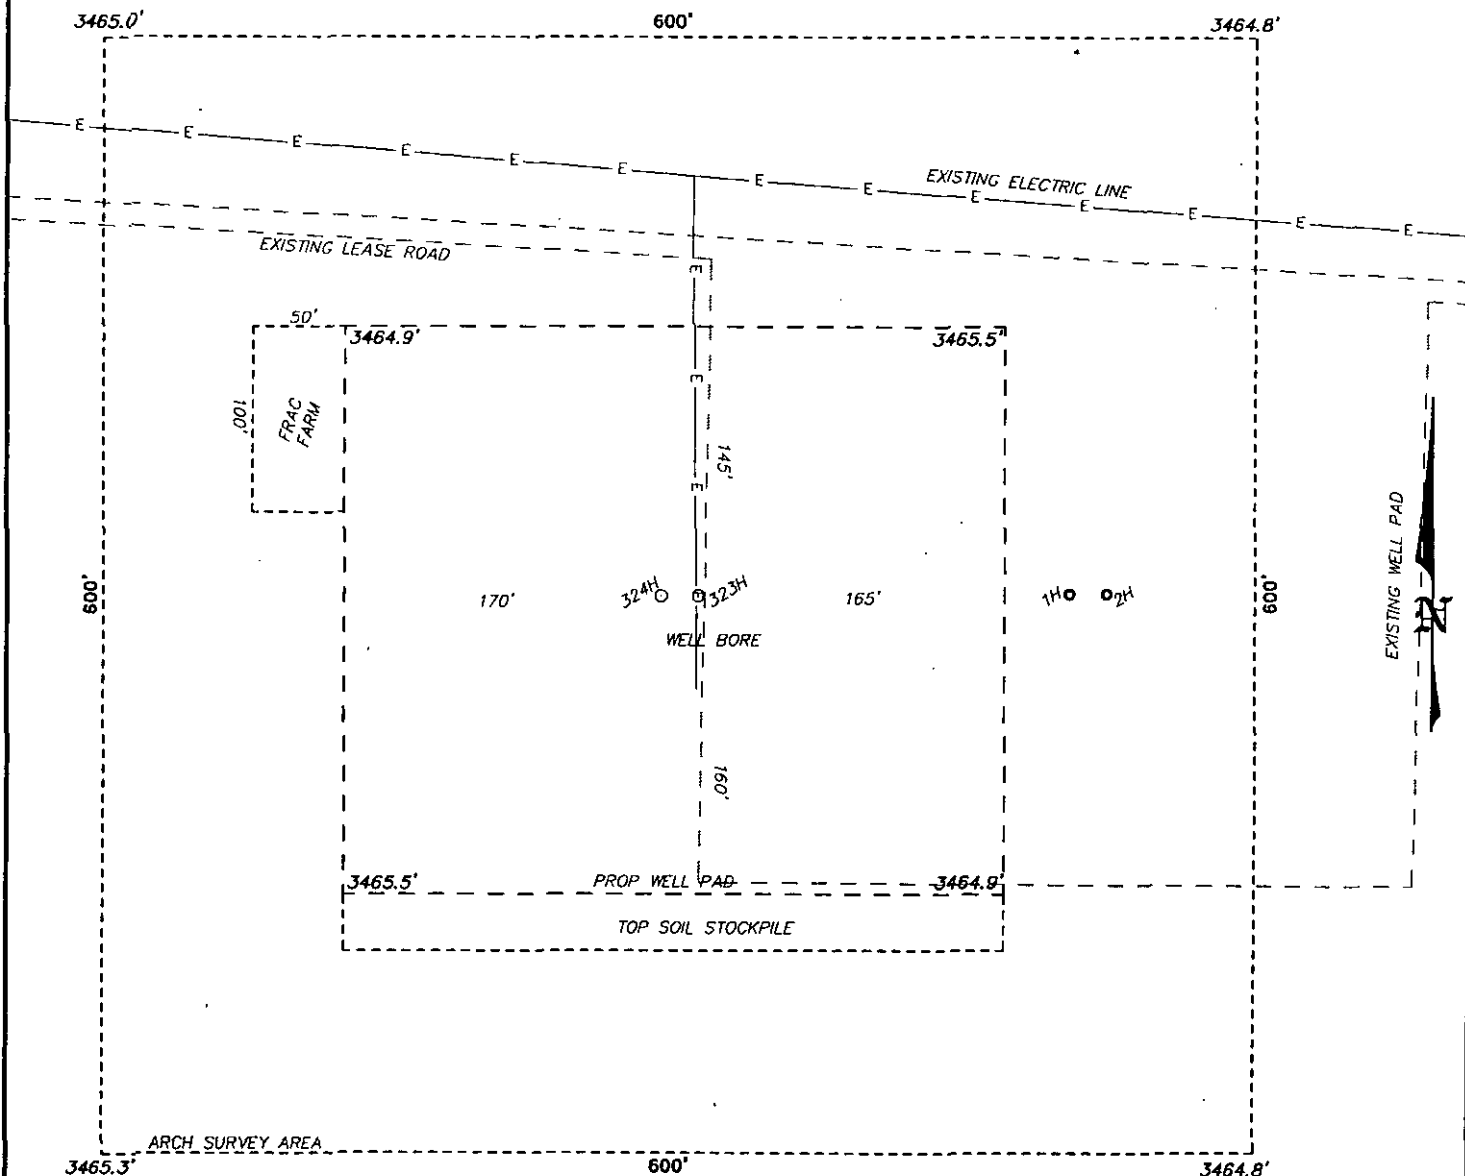 3465.0'
600'
3464.8'
E E E E E E E E E E E E E
EXISTING ELECTRIC LINE
EXISTING LEASE ROAD
E
50'
3464.9'
3465.5'
E
100'
FRAC
FARM
145'
E
EXISTING WELL PAD
600'
170'
324H
323H
165'
1H
2H
600'
N
WELL BORE
160'
3465.5'
PROP WELL PAD
3464.9'
TOP SOIL STOCKPILE
ARCH SURVEY AREA
3465.3'
600'
3464.8'